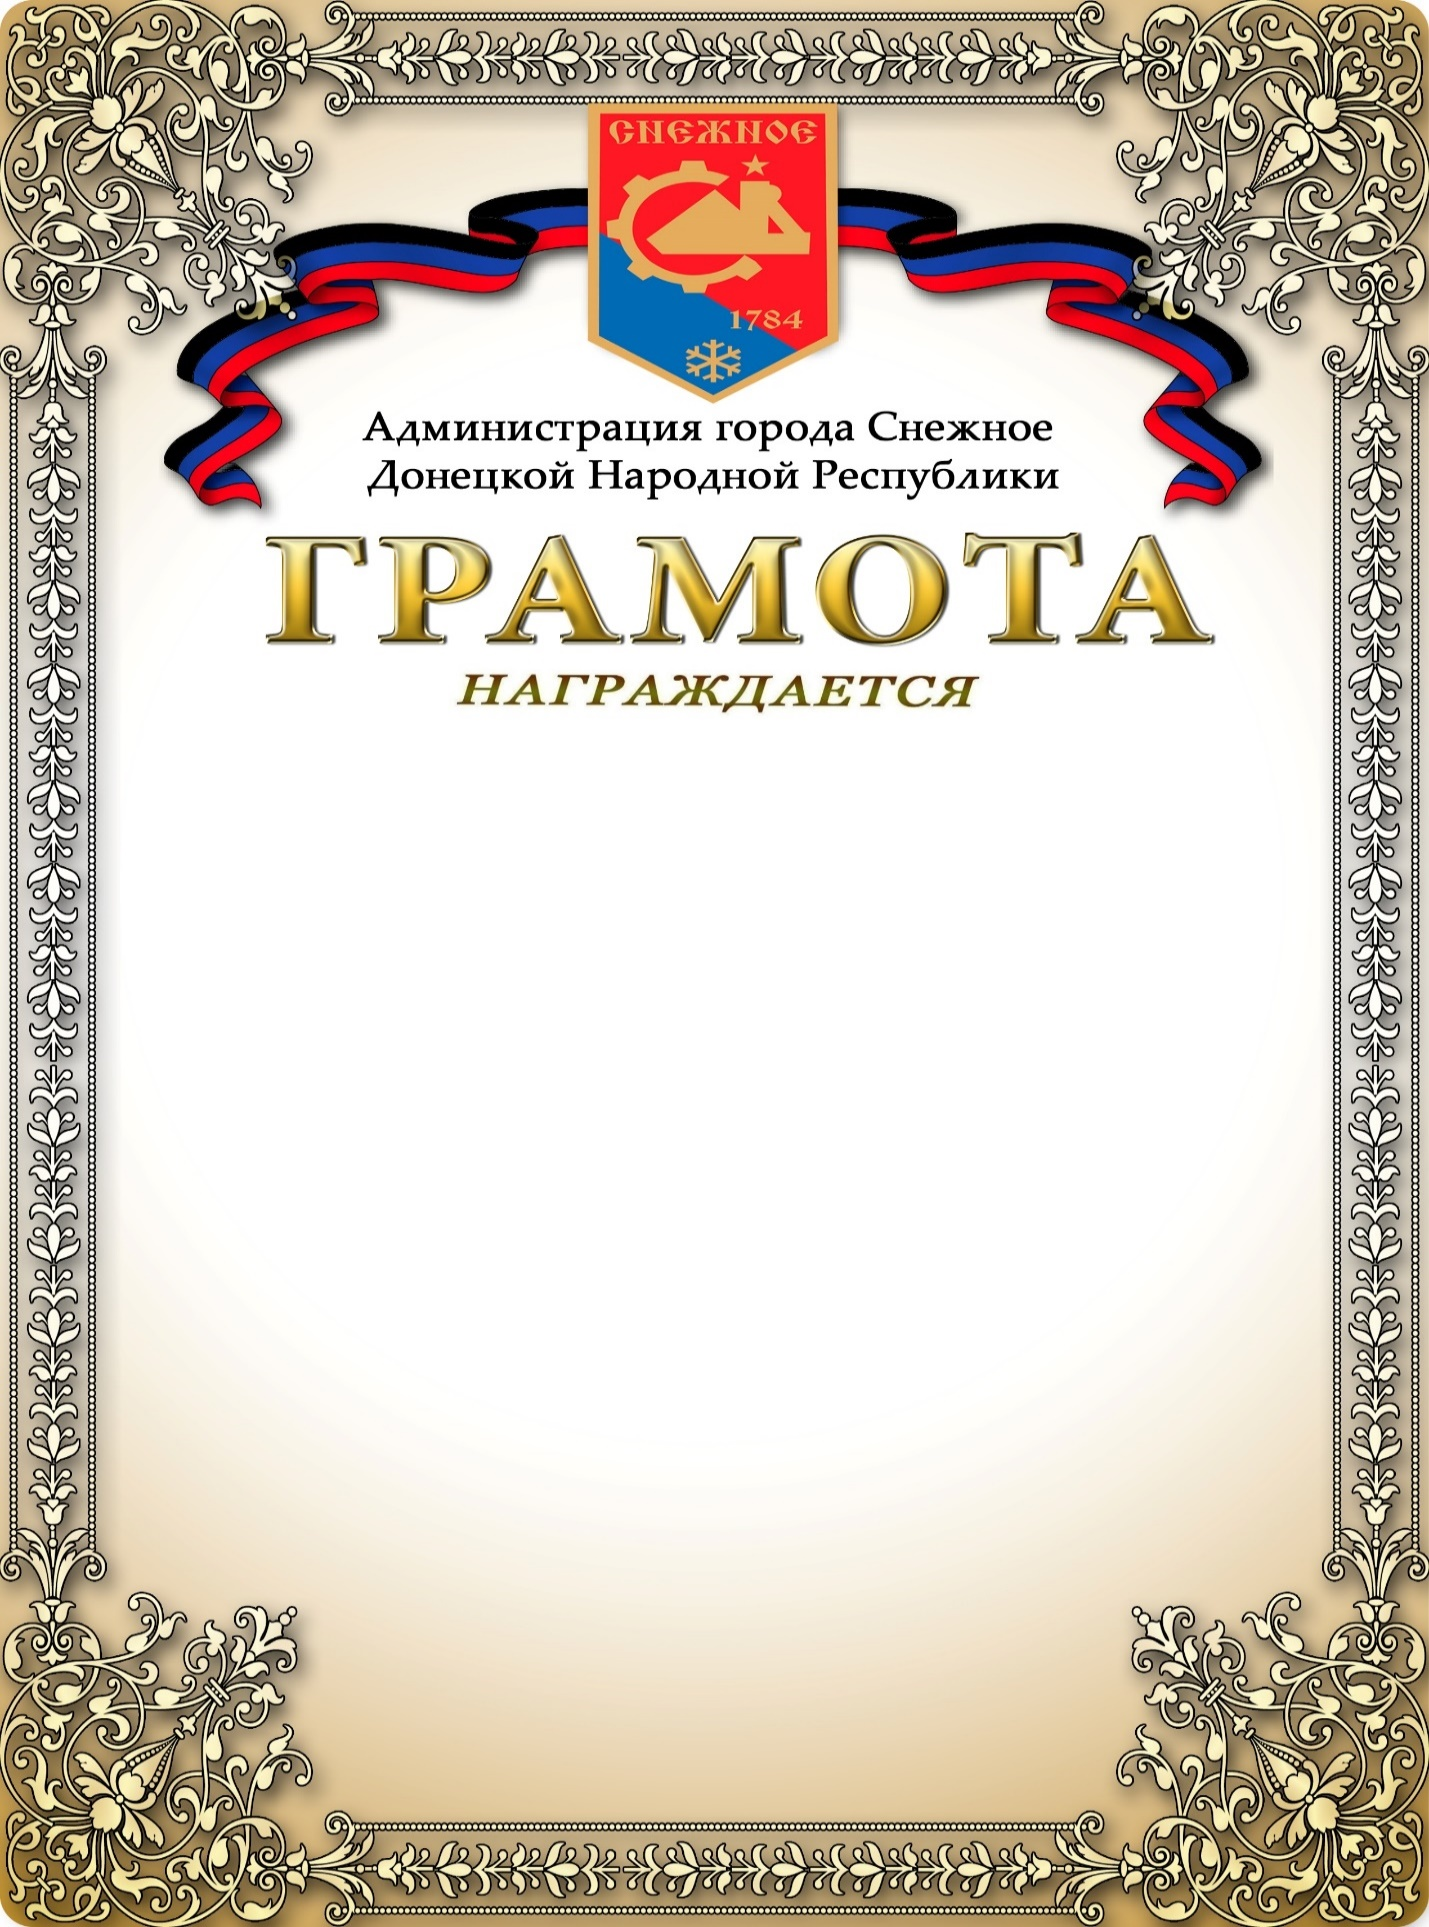 СНЕЖНОЕ
1784
Администрация города Снежное
Донецкой Народной Республики
ГРАМОТА
НАГРАЖДАЕТСЯ